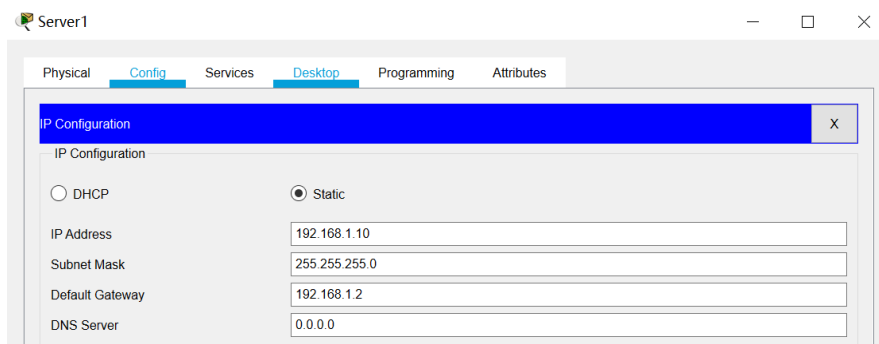 Server1
Physical Config Services Desktop Programming Attributes
IP Configuration X
IP Configuration
DHCP Static
IP Address 192.168.1.10
Subnet Mask 255.255.255.0
Default Gateway 192.168.1.2
DNS Server 0.0.0.0